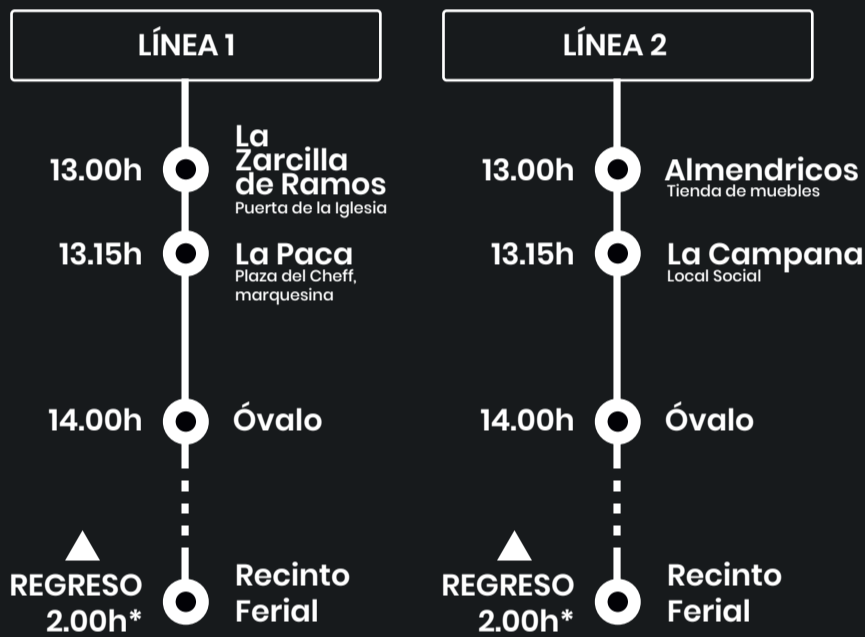 LÍNEA 1
13.00h
La
Zarcilla
de Ramos
Puerta de la Iglesia
13.15h
La Paca
Plaza del Cheff,
marquesina
14.00h
Óvalo
REGRESO
2.00h*
Recinto
Ferial
LÍNEA 2
13.00h
Almendricos
Tienda de muebles
13.15h
La Campana
Local Social
14.00h
Óvalo
REGRESO
2.00h*
Recinto
Ferial